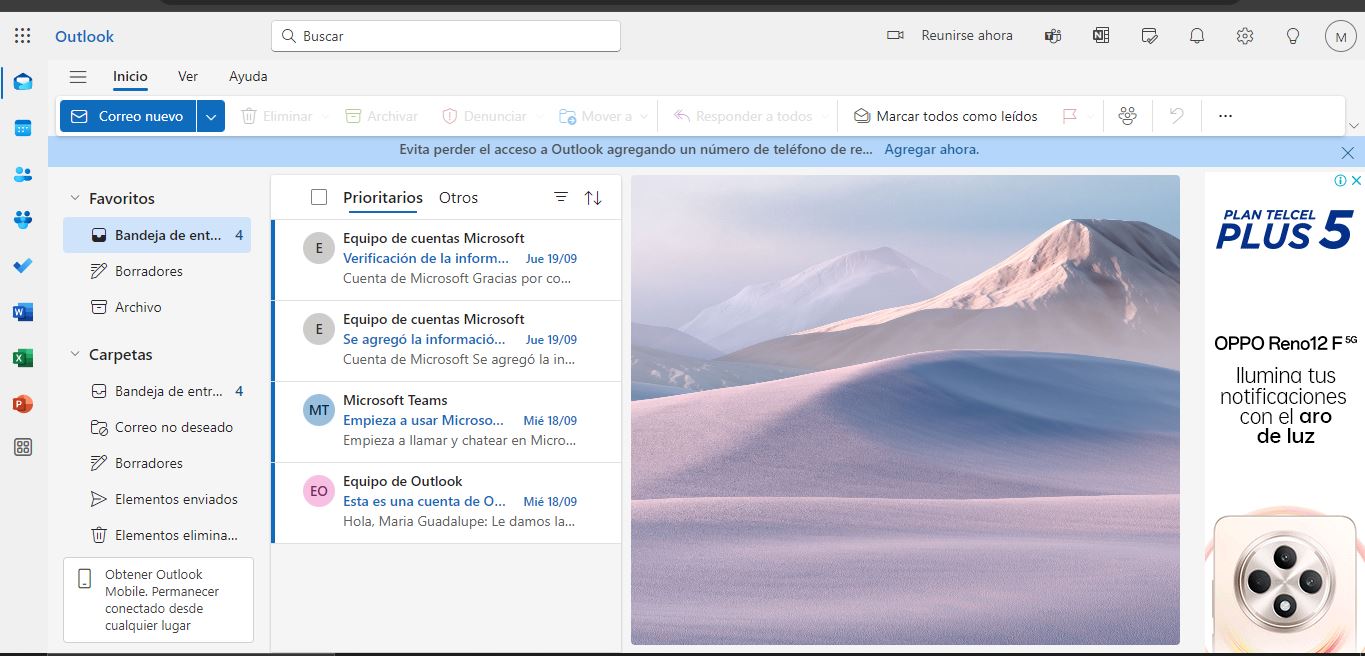 Outlook
Buscar
Reunirse ahora
M
Inicio
Ver
Ayuda
Correo nuevo
Eliminar
Archivar
Denunciar
Mover a
Responder a todos
Marcar todos como leídos
...
Evita perder el acceso a Outlook agregando un número de teléfono de re... Agregar ahora.
Favoritos
Bandeja de ent... 4
Borradores
Archivo
Carpetas
Bandeja de entr... 4
Correo no deseado
Borradores
Elementos enviados
Elementos elimina...
Obtener Outlook
Mobile. Permanecer
conectado desde
cualquier lugar
Prioritarios
Otros
E
Equipo de cuentas Microsoft
Verificación de la inform... Jue 19/09
Cuenta de Microsoft Gracias por co...
E
Equipo de cuentas Microsoft
Se agregó la informació... Jue 19/09
Cuenta de Microsoft Se agregó la in...
MT
Microsoft Teams
Empieza a usar Microso... Mié 18/09
Empieza a llamar y chatear en Micro...
EO
Equipo de Outlook
Esta es una cuenta de O... Mié 18/09
Hola, Maria Guadalupe: Le damos la...
PLAN TELCEL
PLUS 5
OPPO Reno12 F 5G
Ilumina tus
notificaciones
con el aro
de luz